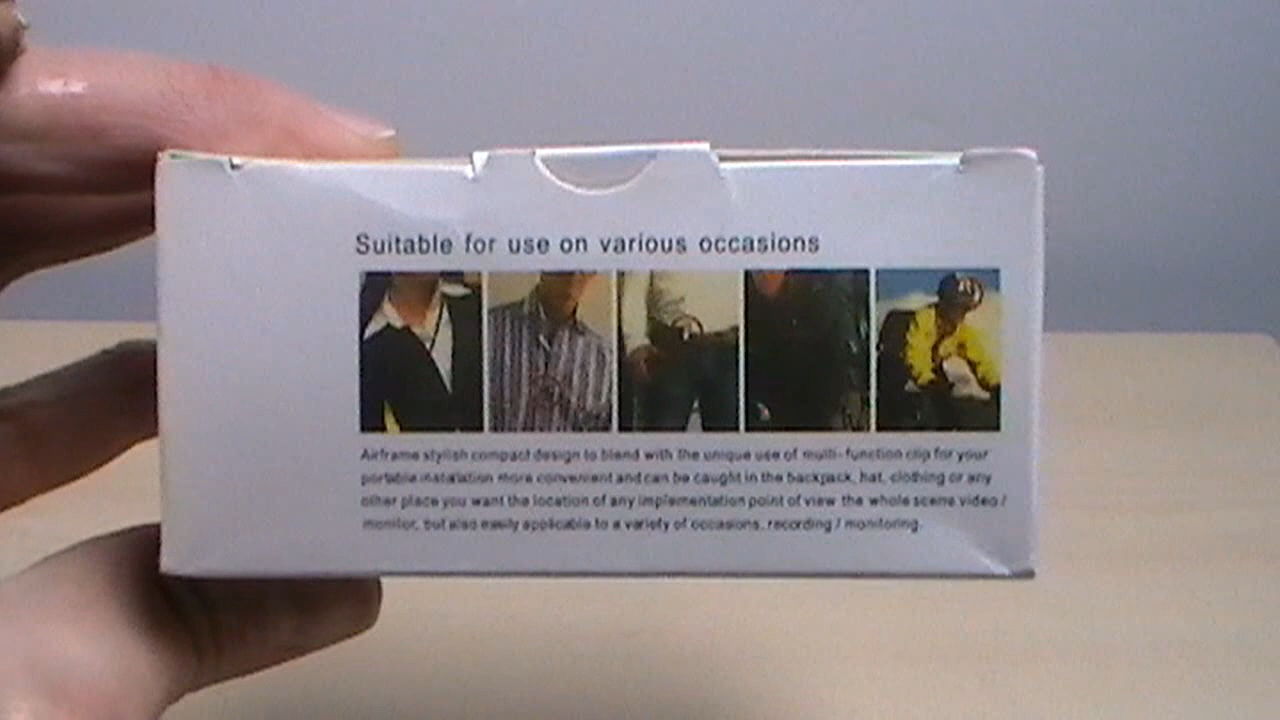 Suitable for use on various occasions
Airframe stylish compact design to blend with the unique use of multi-function clip for your
portable installation more convenient and can be caught in the backpack, hat, clothing or any
other place you want the location of any implementation point of view the whole scene video /
monitor, but also easily applicable to a variety of occasions, recording / monitoring.